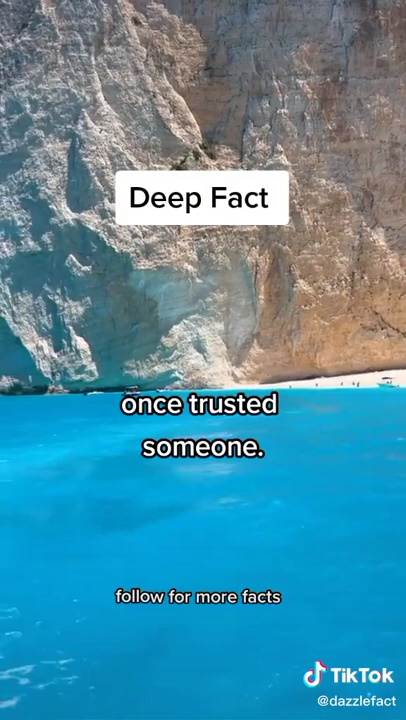 Deep Fact
once trusted
someone.
follow for more facts
TikTok
@dazzlefact